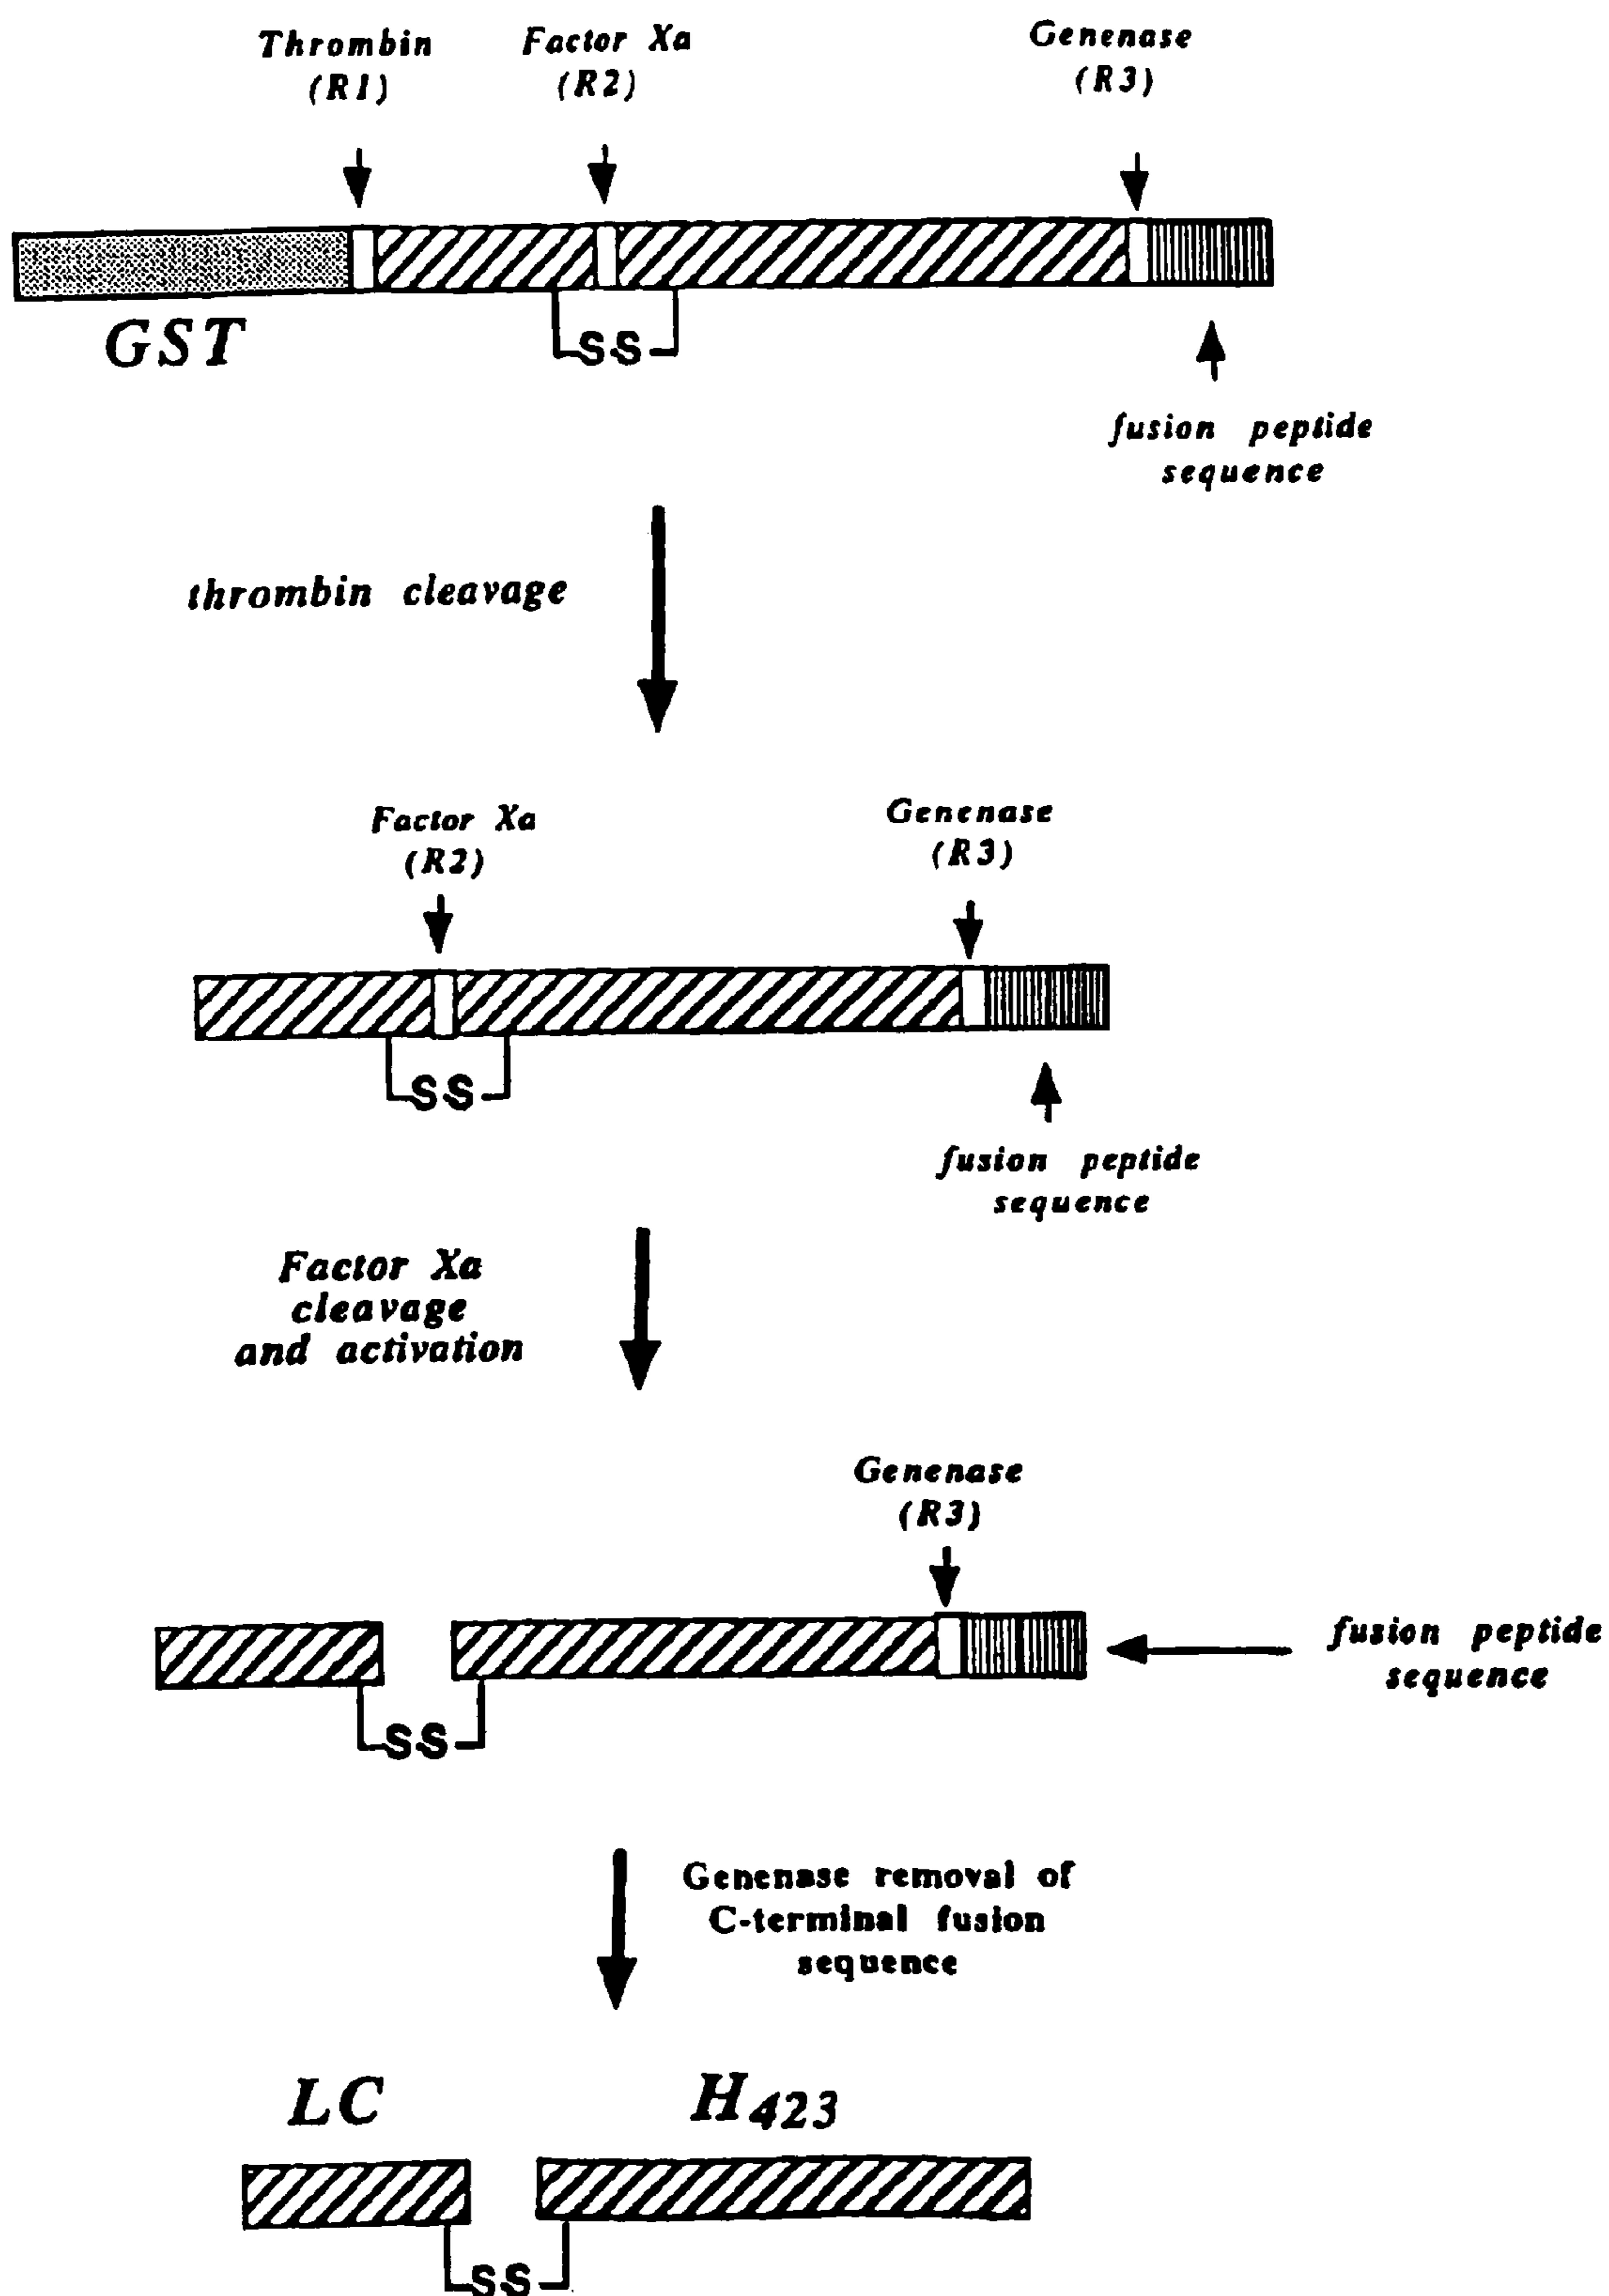 Thrombin
(R1)
Factor Xa
(R2)
Genenase
(R3)
GST
SS
fusion peptide
sequence
thrombin cleavage
Factor Xa
(R2)
Genenase
(R3)
SS
fusion peptide
sequence
Factor Xa
cleavage
and activation
Genenase
(R3)
fusion peptide
sequence
SS
Genenase removal of
C-terminal fusion
sequence
LC
H423
SS